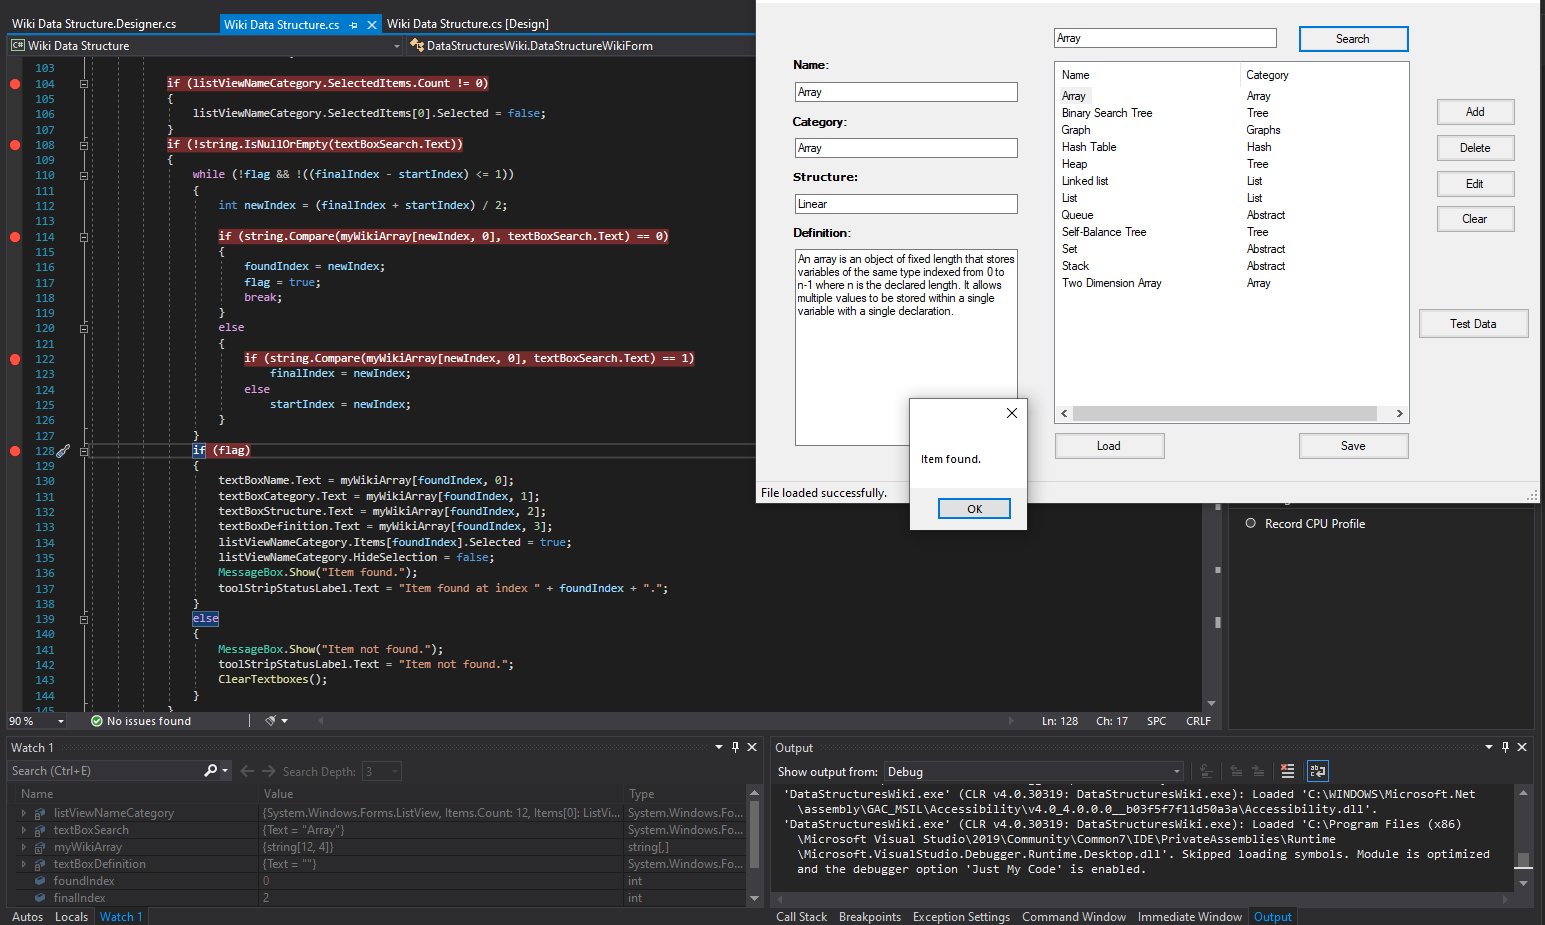 Wiki Data Structure.Designer.cs
Wiki Data Structure.cs
Wiki Data Structure.cs [Design]
C# Wiki Data Structure
DataStructuresWiki.DataStructureWikiForm
103
104 if (listViewNameCategory.SelectedItems.Count != 0)
105 {
106 listViewNameCategory.SelectedItems[0].Selected = false;
107 }
108 if (!string.IsNullOrEmpty(textBoxSearch.Text))
109 {
110 while (!flag && !((finalIndex - startIndex) <= 1))
111 {
112 int newIndex = (finalIndex + startIndex) / 2;
113
114 if (string.Compare(myWikiArray[newIndex, 0], textBoxSearch.Text) == 0)
115 {
116 foundIndex = newIndex;
117 flag = true;
118 break;
119 }
120 else
121 {
122 if (string.Compare(myWikiArray[newIndex, 0], textBoxSearch.Text) == 1)
123 finalIndex = newIndex;
124 else
125 startIndex = newIndex;
126 }
127 }
128 if (flag)
129 {
130 textBoxName.Text = myWikiArray[foundIndex, 0];
131 textBoxCategory.Text = myWikiArray[foundIndex, 1];
132 textBoxStructure.Text = myWikiArray[foundIndex, 2];
133 textBoxDefinition.Text = myWikiArray[foundIndex, 3];
134 listViewNameCategory.Items[foundIndex].Selected = true;
135 listViewNameCategory.HideSelection = false;
136 MessageBox.Show("Item found.");
137 toolStripStatusLabel.Text = "Item found at index " + foundIndex + ".";
138 }
139 else
140 {
141 MessageBox.Show("Item not found.");
142 toolStripStatusLabel.Text = "Item not found.";
143 ClearTextboxes();
144 }
145 }
90 %
No issues found
Ln: 128
Ch: 17
SPC
CRLF
Array
Search
Name:
Array
Category:
Array
Structure:
Linear
Definition:
An array is an object of fixed length that stores
variables of the same type indexed from 0 to
n-1 where n is the declared length. It allows
multiple values to be stored within a single
variable with a single declaration.
Name Category
Array Array
Binary Search Tree Tree
Graph Graphs
Hash Table Hash
Heap Tree
Linked list List
List List
Queue Abstract
Self-Balance Tree Tree
Set Abstract
Stack Abstract
Two Dimension Array Array
Add
Delete
Edit
Clear
Test Data
Load
Save
File loaded successfully.
Item found.
OK
Record CPU Profile
Watch 1
Search (Ctrl+E)
Search Depth: 3
Name Value Type
listViewNameCategory {System.Windows.Forms.ListView, Items.Count: 12, Items[0]: ListVi... System.Windows.Fo...
textBoxSearch {Text = "Array"} System.Windows.Fo...
myWikiArray {string[12, 4]} string[,]
textBoxDefinition {Text = ""} System.Windows.Fo...
foundIndex 0 int
finalIndex 2 int
Autos Locals Watch 1
Output
Show output from: Debug
'DataStructuresWiki.exe' (CLR v4.0.30319: DataStructuresWiki.exe): Loaded 'C:\WINDOWS\Microsoft.Net
\assembly\GAC_MSIL\Accessibility\v4.0_4.0.0.0__b03f5f7f11d50a3a\Accessibility.dll'.
'DataStructuresWiki.exe' (CLR v4.0.30319: DataStructuresWiki.exe): Loaded 'C:\Program Files (x86)
\Microsoft Visual Studio\2019\Community\Common7\IDE\PrivateAssemblies\Runtime
\Microsoft.VisualStudio.Debugger.Runtime.Desktop.dll'. Skipped loading symbols. Module is optimized
and the debugger option 'Just My Code' is enabled.
Call Stack Breakpoints Exception Settings Command Window Immediate Window Output